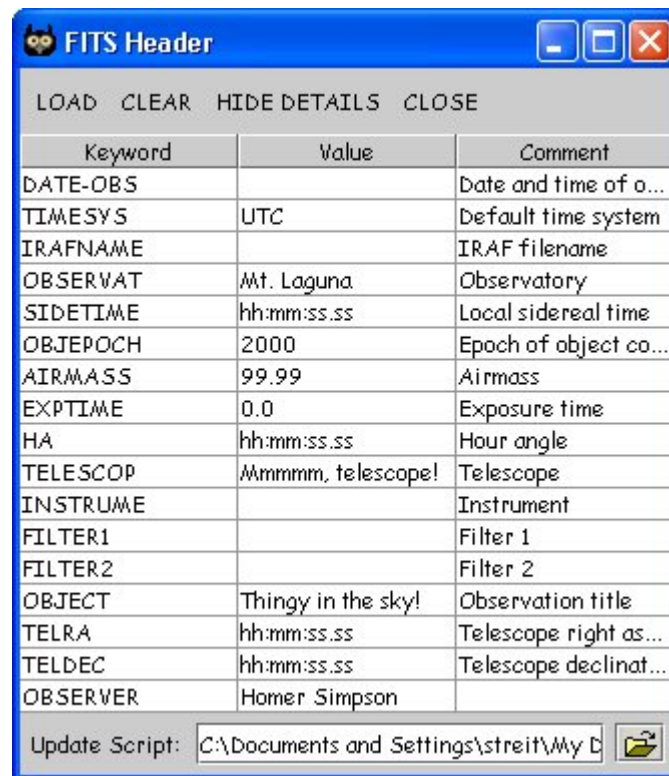 FITS Header
LOAD CLEAR HIDE DETAILS CLOSE
Keyword Value Comment
DATE-OBS Date and time of o...
TIMESYS UTC Default time system
IRAFNAME IRAF filename
OBSERVAT Mt. Laguna Observatory
SIDETIME hh:mm:ss.ss Local sidereal time
OBJEPOCH 2000 Epoch of object co...
AIRMASS 99.99 Airmass
EXPTIME 0.0 Exposure time
HA hh:mm:ss.ss Hour angle
TELESCOP Mmmmm, telescope! Telescope
INSTRUME Instrument
FILTER1 Filter 1
FILTER2 Filter 2
OBJECT Thingy in the sky! Observation title
TELRA hh:mm:ss.ss Telescope right as...
TELDEC hh:mm:ss.ss Telescope declinat...
OBSERVER Homer Simpson
Update Script: C:\Documents and Settings\streit\My D